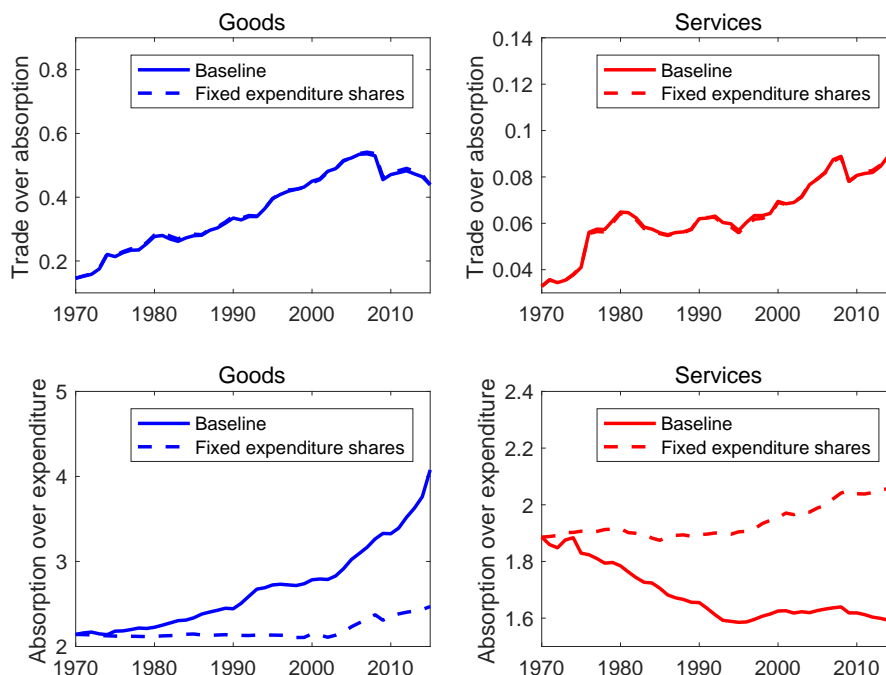 Goods
Trade over absorption
0.8
0.6
0.4
0.2
Baseline
Fixed expenditure shares
1970 1980 1990 2000 2010
Services
Trade over absorption
0.14
0.12
0.1
0.08
0.06
0.04
Baseline
Fixed expenditure shares
1970 1980 1990 2000 2010
Goods
Absorption over expenditure
5
4
3
2
Baseline
Fixed expenditure shares
1970 1980 1990 2000 2010
Services
Absorption over expenditure
2.4
2.2
2
1.8
1.6
Baseline
Fixed expenditure shares
1970 1980 1990 2000 2010